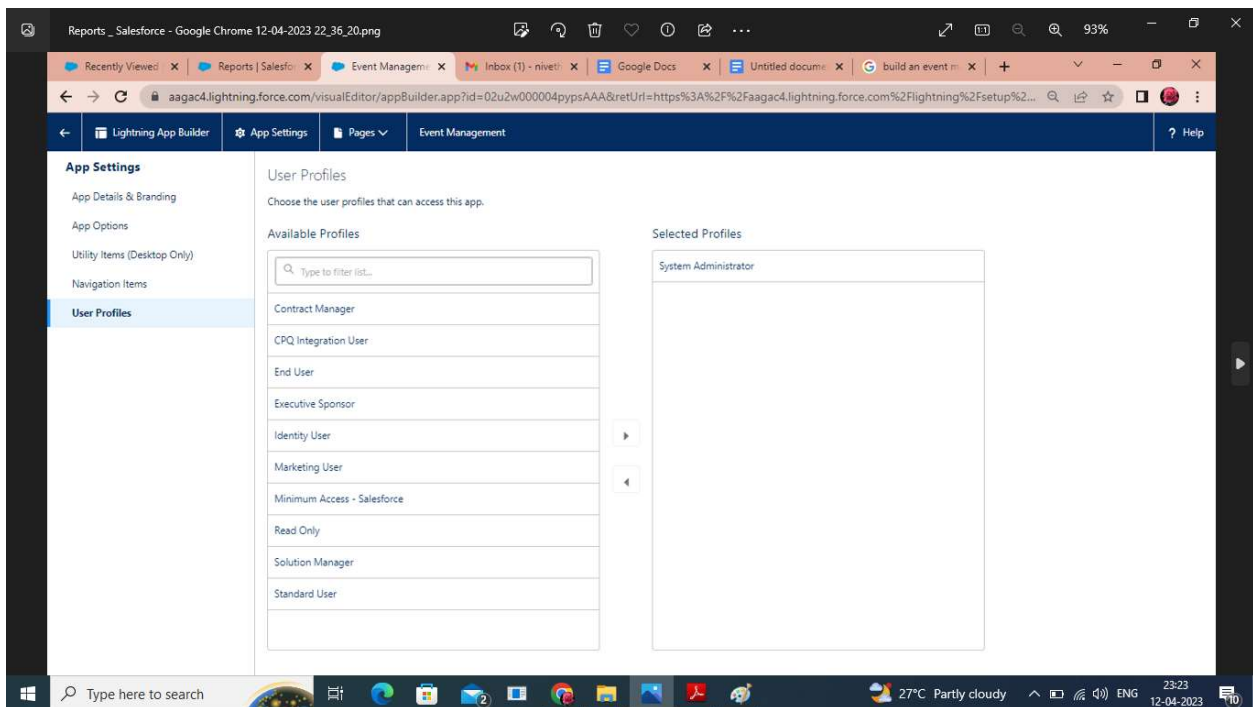 Reports _ Salesforce - Google Chrome 12-04-2023 22_36_20.png
93%
Recently Viewed
Reports | Salesfo
Event Manageme
Inbox (1) - niveth
Google Docs
Untitled docume
build an event m
aagac4.lightning.force.com/visualEditor/appBuilder.app?id=02u2w000004pypsAAA&retUrl=https%3A%2F%2Faagac4.lightning.force.com%2Flightning%2Fsetup%2...
Lightning App Builder
App Settings
Pages
Event Management
? Help
App Settings
App Details & Branding
App Options
Utility Items (Desktop Only)
Navigation Items
User Profiles
User Profiles
Choose the user profiles that can access this app.
Available Profiles
Type to filter list...
Contract Manager
CPQ Integration User
End User
Executive Sponsor
Identity User
Marketing User
Minimum Access - Salesforce
Read Only
Solution Manager
Standard User
Selected Profiles
System Administrator
Type here to search
2
27°C Partly cloudy
ENG
23:23
12-04-2023
10